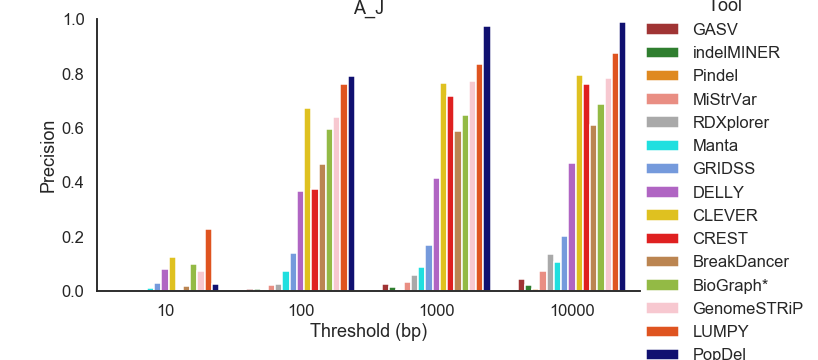 A_J
Tool
1.0
0.8
0.6
0.4
0.2
0.0
Precision
10
100
1000
10000
Threshold (bp)
GASV
indelMINER
Pindel
MiStrVar
RDXplorer
Manta
GRIDSS
DELLY
CLEVER
CREST
BreakDancer
BioGraph*
GenomeSTRiP
LUMPY
PopDel